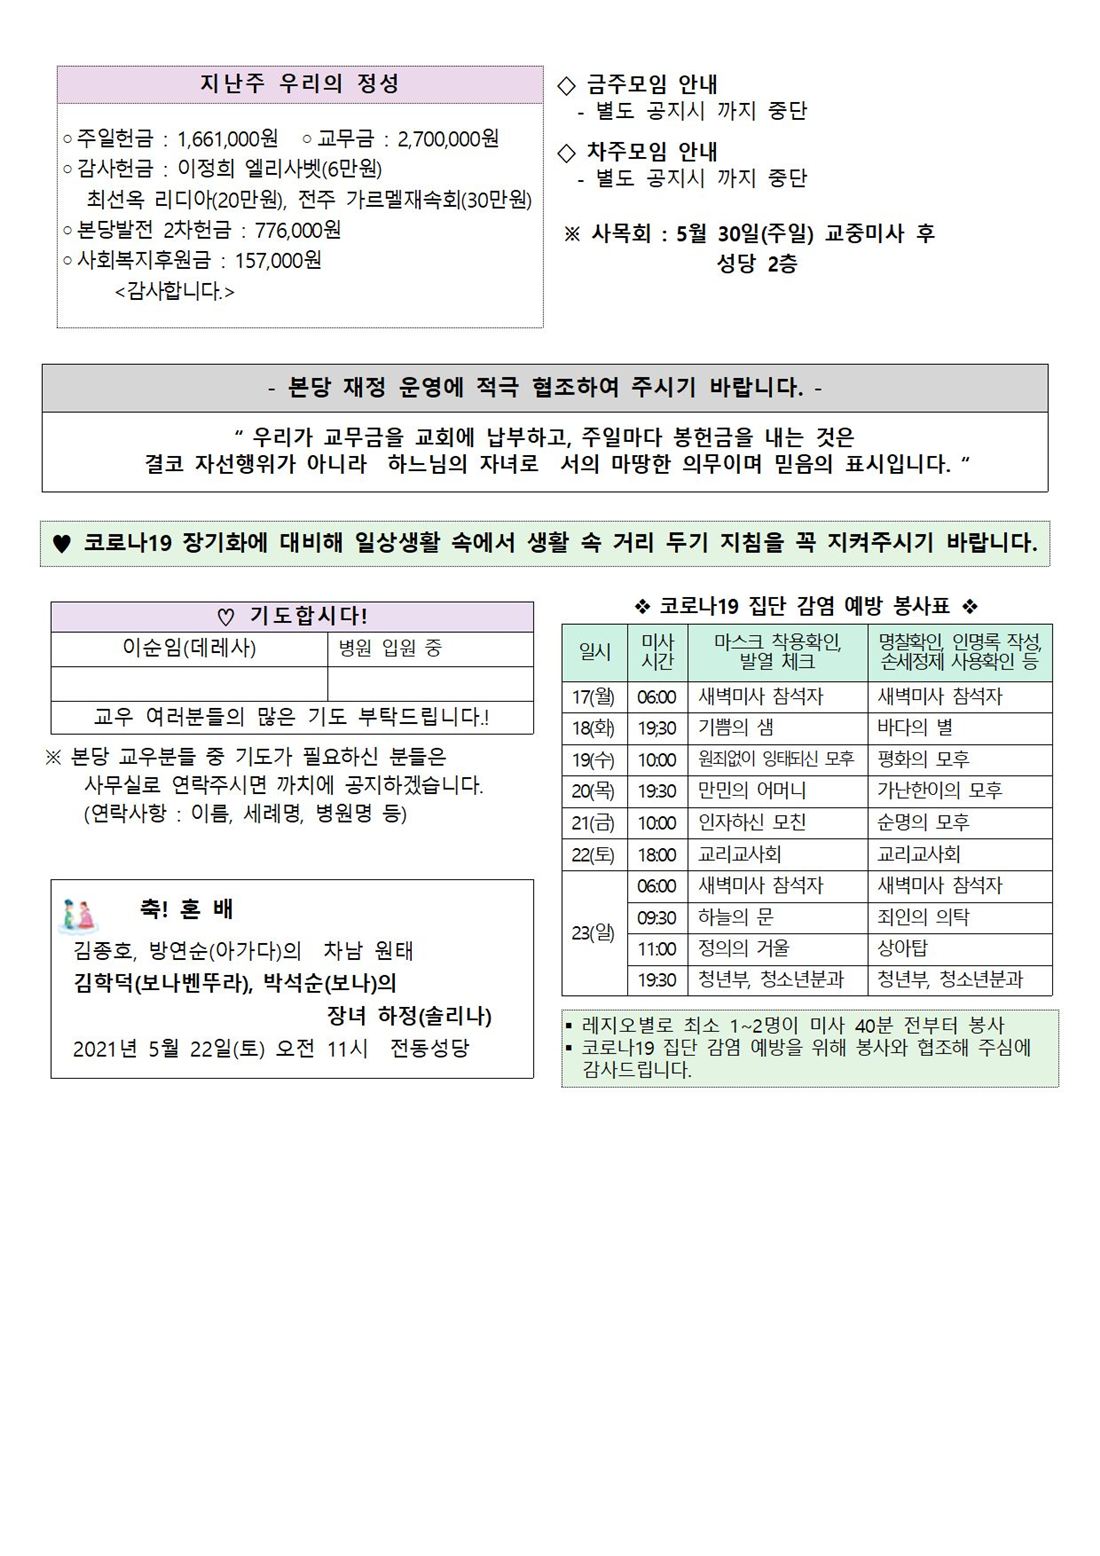 지난주 우리의 정성
○ 주일헌금 : 1,661,000원 ○ 교무금 : 2,700,000원
○ 감사헌금 : 이정희 엘리사벳(6만원)
최선옥 리디아(20만원), 전주 가르멜재속회(30만원)
○ 본당발전 2차헌금 : 776,000원
○ 사회복지후원금 : 157,000원
<감사합니다.>
◇ 금주모임 안내
- 별도 공지시 까지 중단
◇ 차주모임 안내
- 별도 공지시 까지 중단
※ 사목회 : 5월 30일(주일) 교중미사 후
성당 2층
- 본당 재정 운영에 적극 협조하여 주시기 바랍니다. -
“ 우리가 교무금을 교회에 납부하고, 주일마다 봉헌금을 내는 것은
결코 자선행위가 아니라 하느님의 자녀로 서의 마땅한 의무이며 믿음의 표시입니다. “
♥ 코로나19 장기화에 대비해 일상생활 속에서 생활 속 거리 두기 지침을 꼭 지켜주시기 바랍니다.
♡ 기도합시다!
이순임(데레사) 병원 입원 중
교우 여러분들의 많은 기도 부탁드립니다.!
※ 본당 교우분들 중 기도가 필요하신 분들은
사무실로 연락주시면 까치에 공지하겠습니다.
(연락사항 : 이름, 세례명, 병원명 등)
축! 혼 배
김종호, 방연순(아가다)의 차남 원태
김학덕(보나벤뚜라), 박석순(보나)의
장녀 하정(솔리나)
2021년 5월 22일(토) 오전 11시 전동성당
❖ 코로나19 집단 감염 예방 봉사표 ❖
일시 미사 시간 마스크 착용확인, 발열 체크 명찰확인, 인명록 작성, 손세정제 사용확인 등
17(월) 06:00 새벽미사 참석자 새벽미사 참석자
18(화) 19;30 기쁨의 샘 바다의 별
19(수) 10:00 원죄없이 잉태되신 모후 평화의 모후
20(목) 19:30 만민의 어머니 가난한이의 모후
21(금) 10:00 인자하신 모친 순명의 모후
22(토) 18:00 교리교사회 교리교사회
23(일) 06:00 새벽미사 참석자 새벽미사 참석자
09:30 하늘의 문 죄인의 의탁
11:00 정의의 거울 상아탑
19:30 청년부, 청소년분과 청년부, 청소년분과
▪ 레지오별로 최소 1~2명이 미사 40분 전부터 봉사
▪ 코로나19 집단 감염 예방을 위해 봉사와 협조해 주심에
감사드립니다.